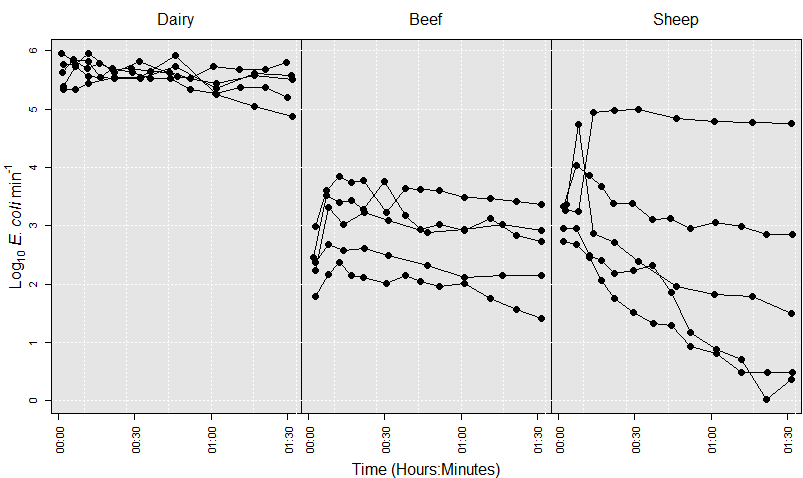 Dairy Beef Sheep
Log₁₀ E. coli min⁻¹
6
5
4
3
2
1
0
00:00 00:30 01:00 01:30 00:00 00:30 01:00 01:30 00:00 00:30 01:00 01:30
Time (Hours:Minutes)